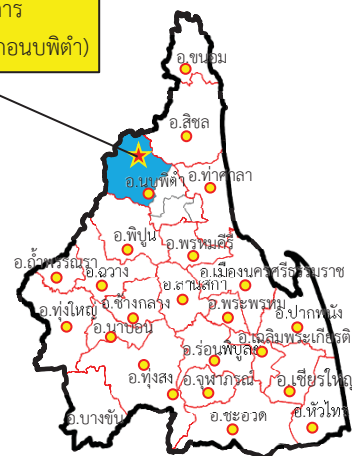 การ
อนบพิตำ)
อ.ขนอม
อ.สิชล
อ.นบพิตำ
อ.ท่าศาลา
อ.พิปูน
อ.พรหมคีรี
อ.ถ้ำพรรณรา
อ.ฉวาง
อ.ลานสกา
อ.เมืองนครศรีธรรมราช
อ.ทุ่งใหญ่
อ.ช้างกลาง
อ.พระพรหม
อ.ปากพนัง
อ.นาบอน
อ.เฉลิมพระเกียรติ
อ.ร่อนพิบูลย์
อ.ทุ่งสง
อ.จุฬาภรณ์
อ.เชียรใหญ่
อ.บางขัน
อ.ชะอวด
อ.หัวไทร